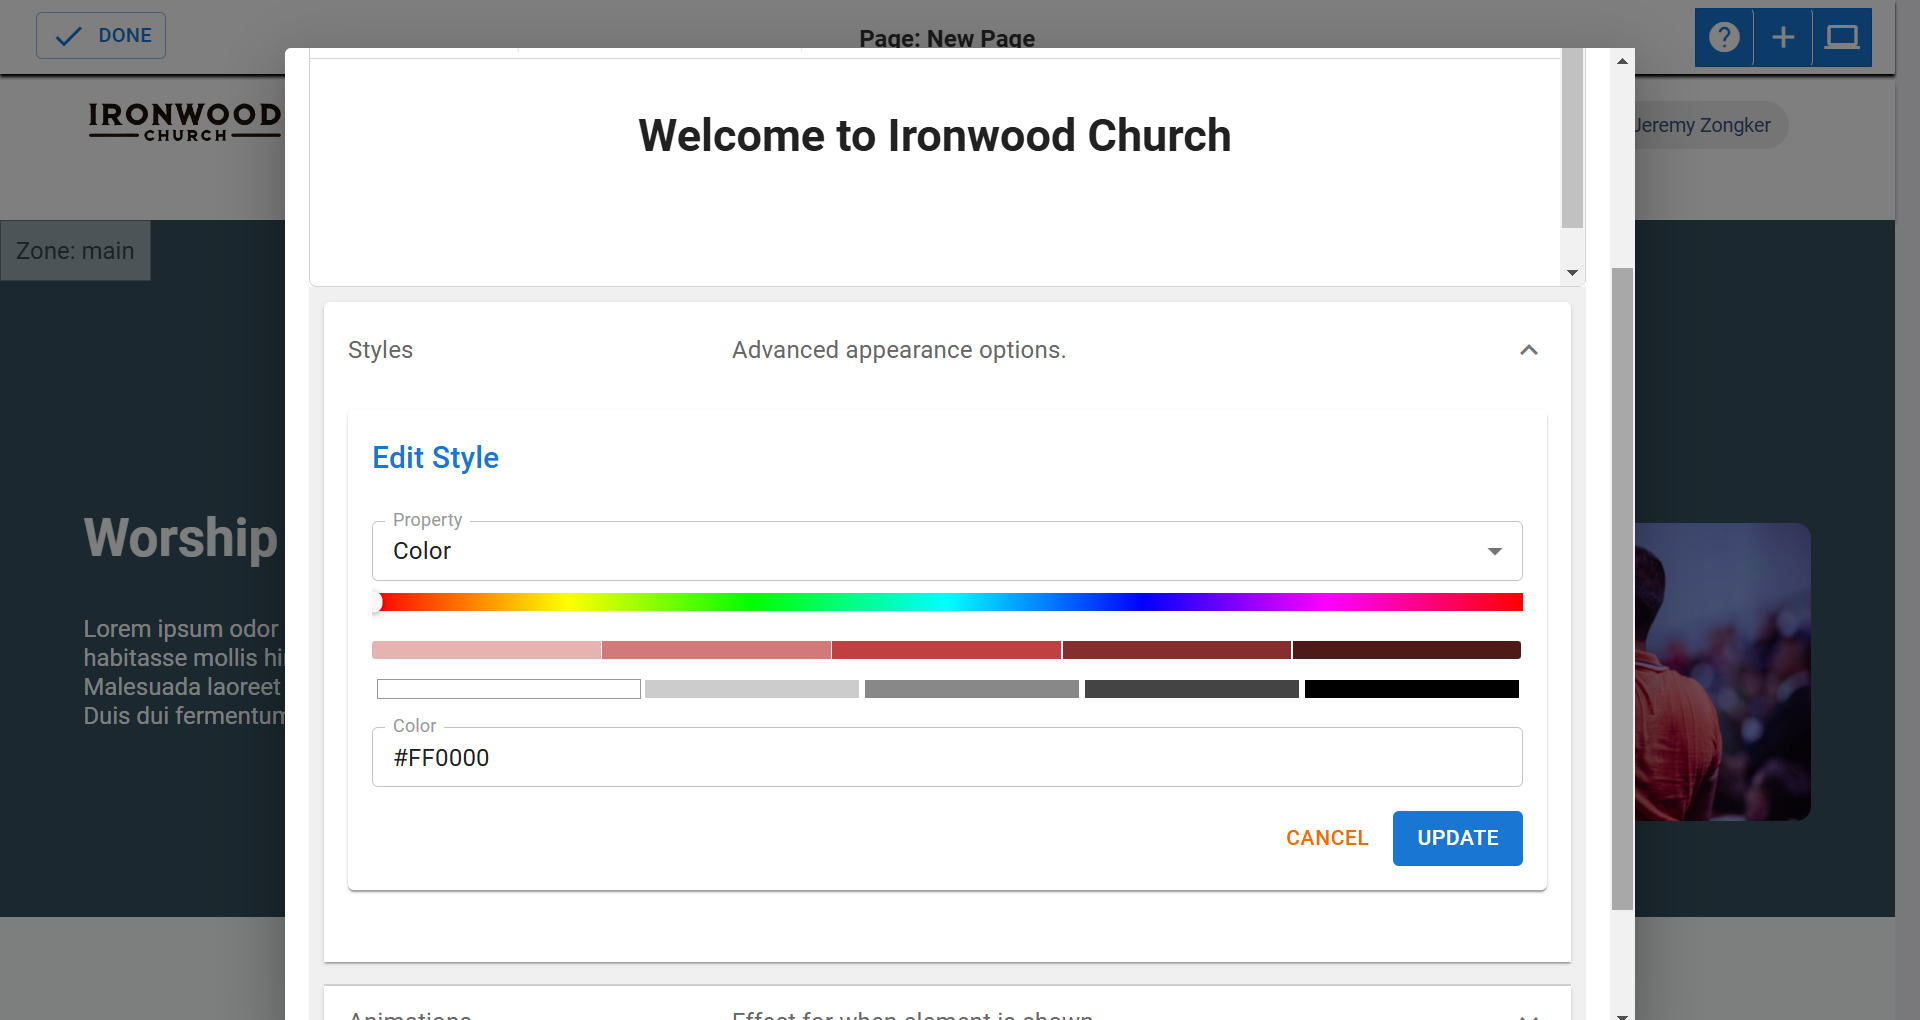 DONE
Page: New Page
?
IRONWOOD
CHURCH
Jeremy Zongker
Zone: main
Welcome to Ironwood Church
Styles
Advanced appearance options.
Edit Style
Property
Color
Worship
Lorem ipsum odor
habitasse mollis
Malesuada laoreet
Duis dui fermentum
Color
#FF0000
CANCEL
UPDATE
Animations
Effect for when element is shown